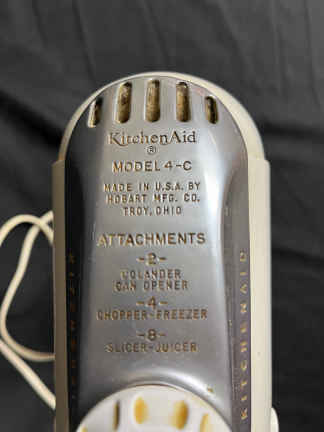 KitchenAid
®
MODEL 4-C
MADE IN U.S.A. BY
HOBART MFG. CO.
TROY, OHIO
ATTACHMENTS
-2-
COLANDER
CAN OPENER
-4-
CHOPPER-FREEZER
-8-
SLICER-JUICER
KITCHENAID
KITCHENAID